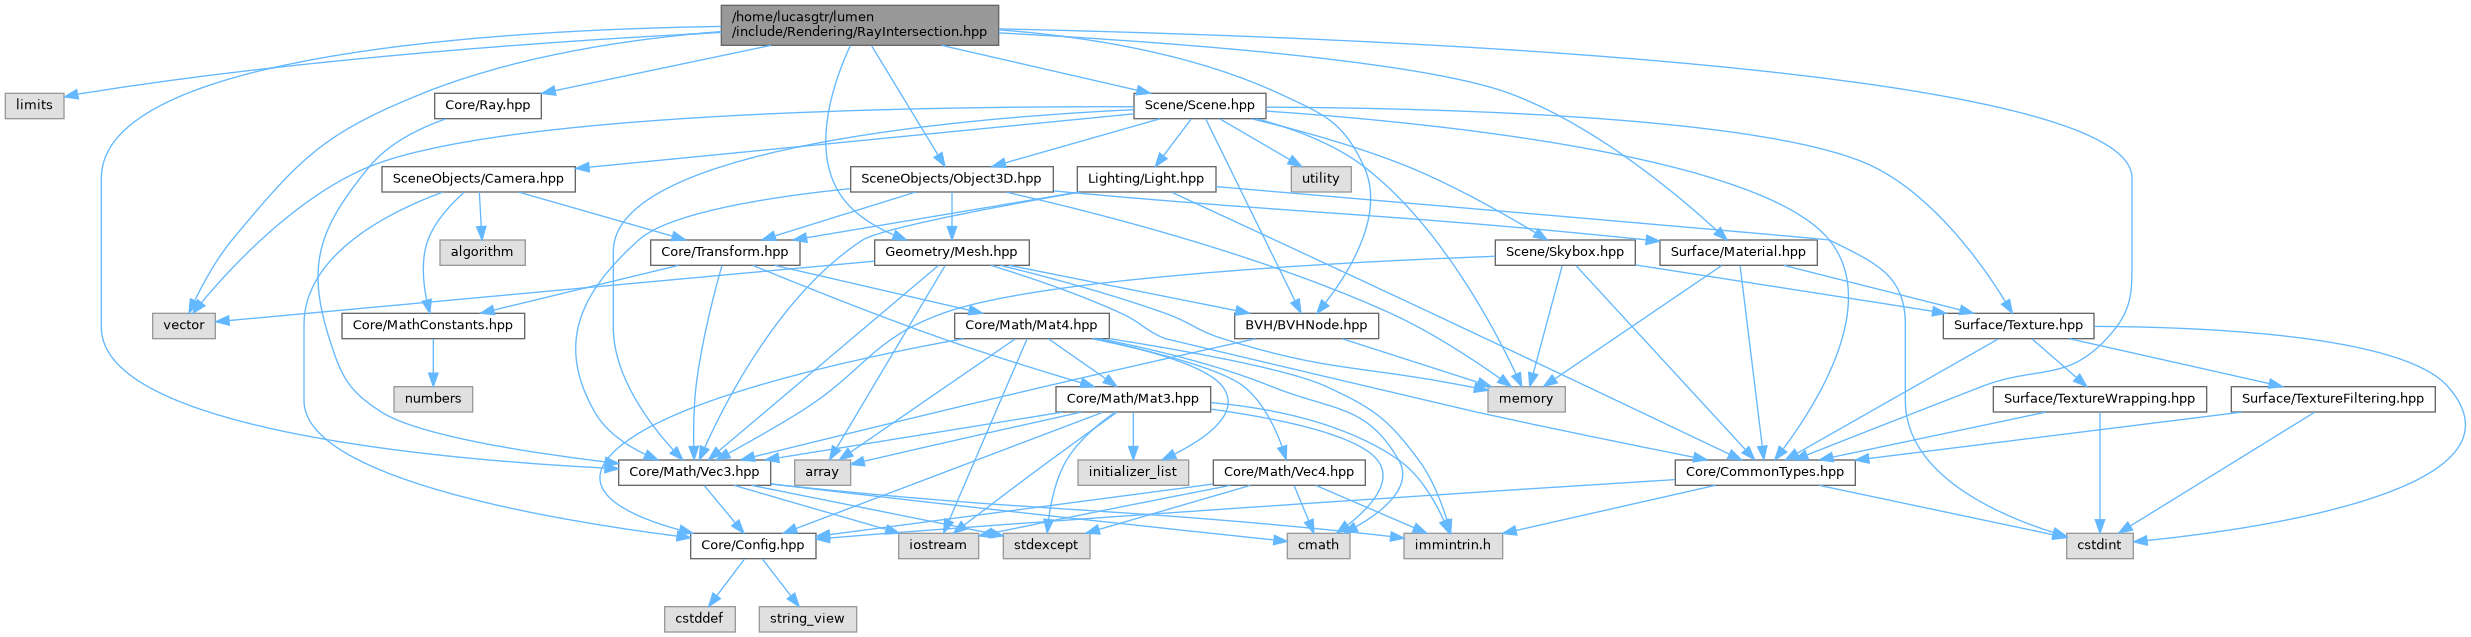 /home/lucasgtr/lumen
/include/Rendering/RayIntersection.hpp
limits
Core/Ray.hpp
Scene/Scene.hpp
SceneObjects/Camera.hpp
SceneObjects/Object3D.hpp
Lighting/Light.hpp
utility
algorithm
Core/Transform.hpp
Geometry/Mesh.hpp
Scene/Skybox.hpp
Surface/Material.hpp
vector
Core/MathConstants.hpp
Core/Math/Mat4.hpp
BVH/BVHNode.hpp
Surface/Texture.hpp
numbers
Core/Math/Mat3.hpp
memory
Surface/TextureWrapping.hpp
Surface/TextureFiltering.hpp
Core/Math/Vec3.hpp
array
initializer_list
Core/Math/Vec4.hpp
Core/CommonTypes.hpp
Core/Config.hpp
iostream
stdexcept
cmath
immintrin.h
cstdint
cstddef
string_view